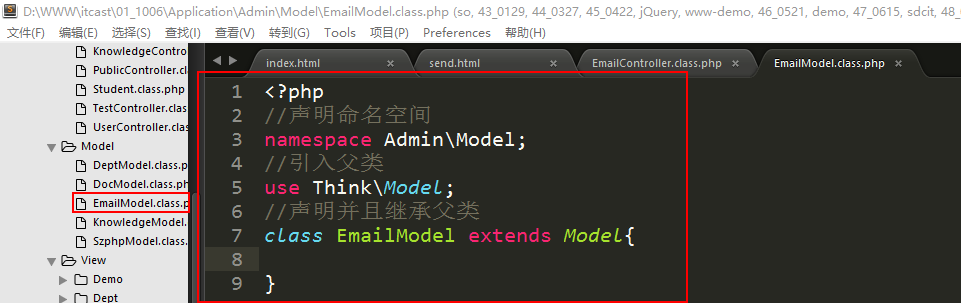 D:\WWW\itcast\01_1006\Application\Admin\Model\EmailModel.class.php (so, 43_0129, 44_0327, 45_0422, jQuery, www-demo, 46_0521, demo, 47_0615, sdcit, 48_
文件(F) 编辑(E) 选择(S) 查找(I) 查看(V) 转到(G) Tools 项目(P) Preferences 帮助(H)
index.html × send.html × EmailController.class.php × EmailModel.class.php ×
KnowledgeContro
PublicController.cl
Student.class.php
TestController.clas
UserController.clas
Model
DeptModel.class.p
DocModel.class.ph
EmailModel.class.p
KnowledgeModel.
SzphpModel.class.
View
Demo
Dept
1 <?php
2 //声明命名空间
3 namespace Admin\Model;
4 //引入父类
5 use Think\Model;
6 //声明并且继承父类
7 class EmailModel extends Model{
8
9 }